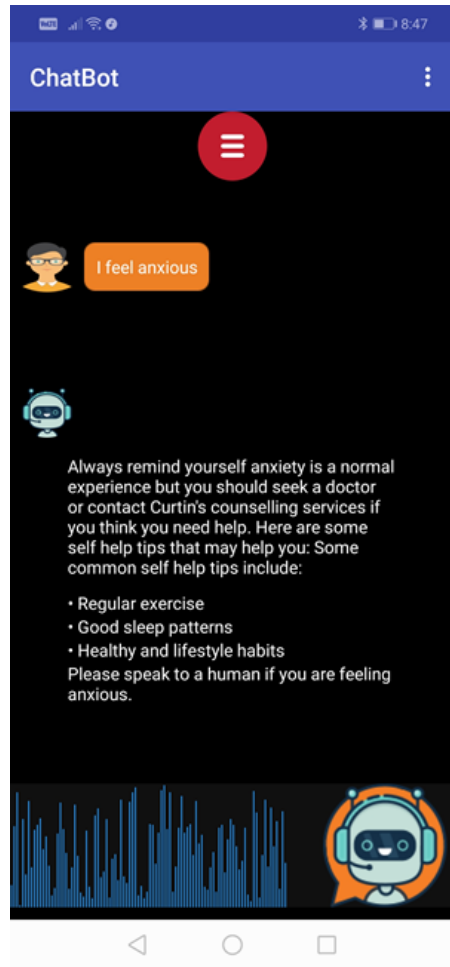 VoLTE 8:47
ChatBot
I feel anxious
Always remind yourself anxiety is a normal
experience but you should seek a doctor
or contact Curtin's counselling services if
you think you need help. Here are some
self help tips that may help you: Some
common self help tips include:
• Regular exercise
• Good sleep patterns
• Healthy and lifestyle habits
Please speak to a human if you are feeling
anxious.